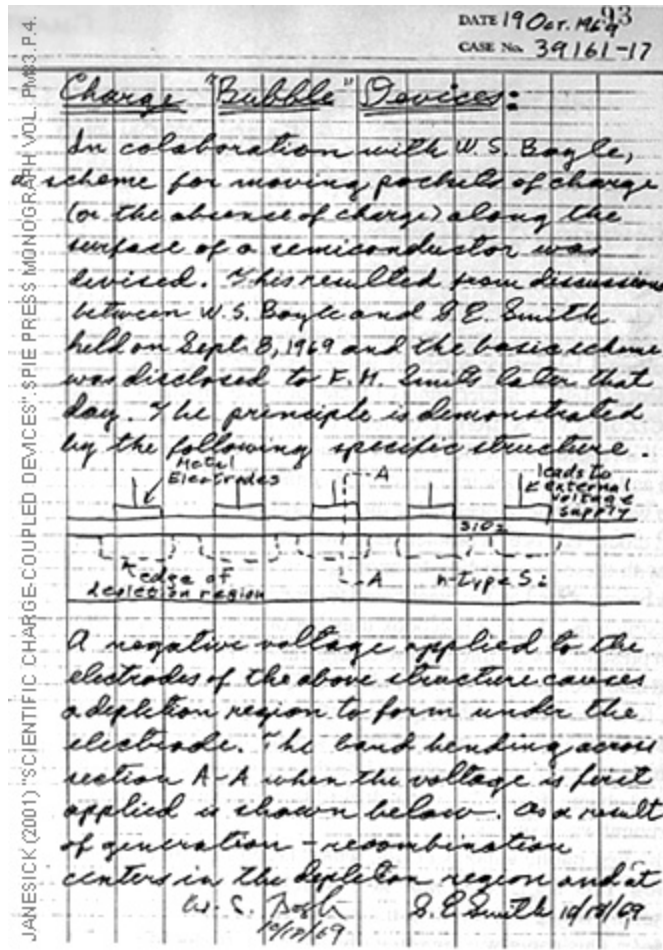 93
DATE 19 Oct. 1969
CASE No. 39161-17
Charge "Bubble" Devices:
In colaboration with W. S. Boyle,
a scheme for moving pockets of charge
(or the absence of charge) along the
surface of a semiconductor was
devised. This resulted from discussions
between W. S. Boyle and G E. Smith
held on Sept. 8, 1969 and the basic scheme
was disclosed to F. M. Smits later that
day. The principle is demonstrated
by the following specific structure.
Metal
Electrodes
A
leads to
external
voltage
supply
SiO2
edge of
depletion region
A
n-type Si
A negative voltage applied to the
electrodes of the above structure causes
a depletion region to form under the
electrode. The band bending across
section A-A when the voltage is first
applied is shown below. As a result
of generation - recombination
centers in the depletion region and at
W. S. Boyle
G. E Smith
JANESICK (2001) "SCIENTIFIC CHARGE-COUPLED DEVICES". SPIE PRESS MONOGRAPH VOL. PM83.P.4.